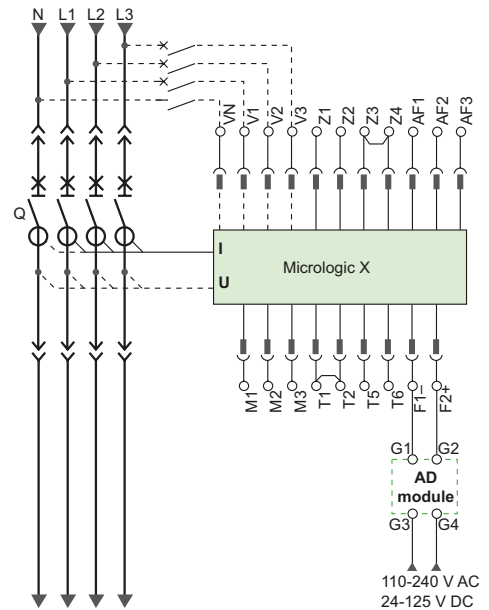 N L1 L2 L3
VN V1 V2 V3 Z1 Z2 Z3 Z4 AF1 AF2 AF3
Q
I
Micrologic X
U
M1 M2 M3 T1 T2 T5 T6 F1– F2+
G1 G2
AD
module
G3 G4
110-240 V AC
24-125 V DC